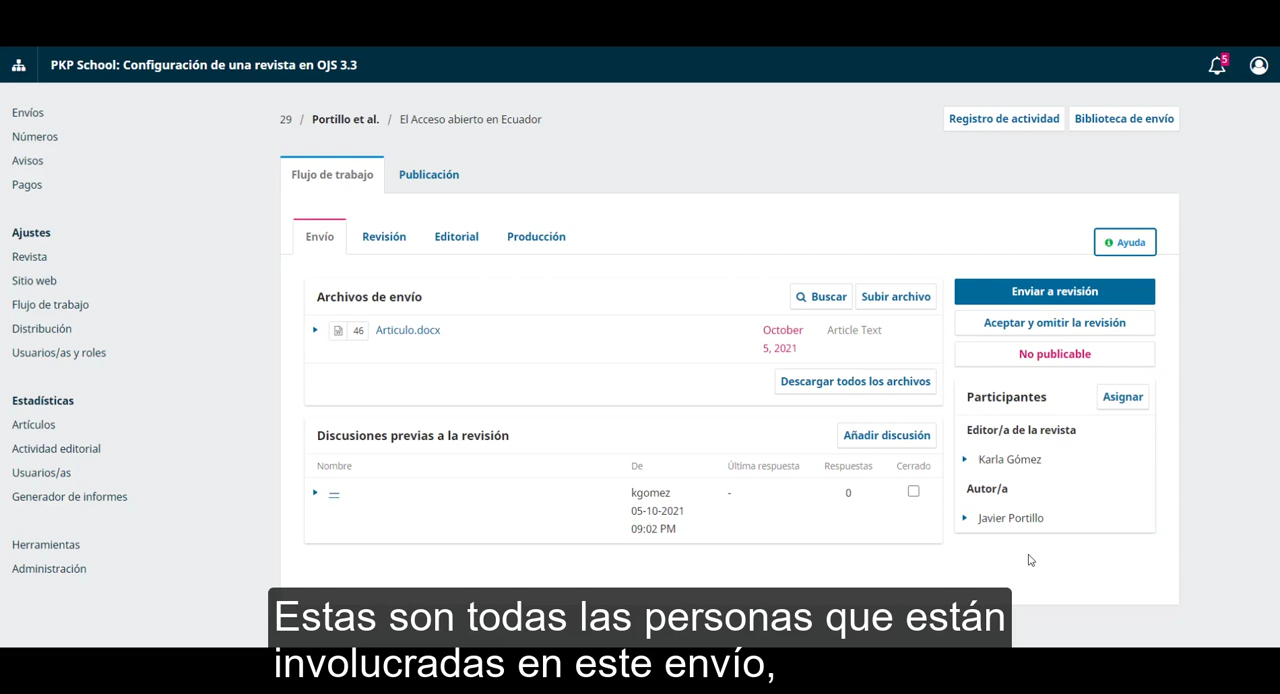 PKP School: Configuración de una revista en OJS 3.3
5
Envíos
Números
Avisos
Pagos
Ajustes
Revista
Sitio web
Flujo de trabajo
Distribución
Usuarios/as y roles
Estadísticas
Artículos
Actividad editorial
Usuarios/as
Generador de informes
Herramientas
Administración
29 / Portillo et al. / El Acceso abierto en Ecuador
Registro de actividad
Biblioteca de envío
Flujo de trabajo
Publicación
Envío
Revisión
Editorial
Producción
Ayuda
Archivos de envío
Buscar
Subir archivo
46 Articulo.docx
October
5, 2021
Article Text
Descargar todos los archivos
Discusiones previas a la revisión
Añadir discusión
Nombre De Última respuesta Respuestas Cerrado
— kgomez - 0
05-10-2021
09:02 PM
Enviar a revisión
Aceptar y omitir la revisión
No publicable
Participantes
Asignar
Editor/a de la revista
Karla Gómez
Autor/a
Javier Portillo
Estas son todas las personas que están
involucradas en este envío,